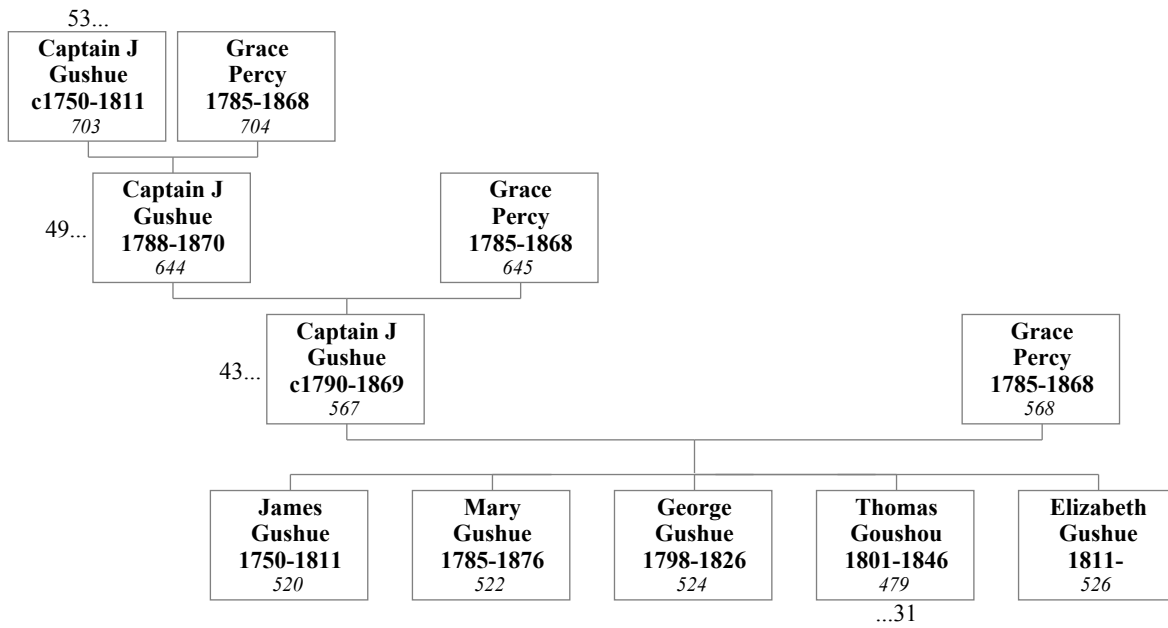 53...
Captain J
Gushue
c1750-1811
703
Grace
Percy
1785-1868
704
49...
Captain J
Gushue
1788-1870
644
Grace
Percy
1785-1868
645
43...
Captain J
Gushue
c1790-1869
567
Grace
Percy
1785-1868
568
James
Gushue
1750-1811
520
Mary
Gushue
1785-1876
522
George
Gushue
1798-1826
524
Thomas
Goushou
1801-1846
479
...31
Elizabeth
Gushue
1811-
526